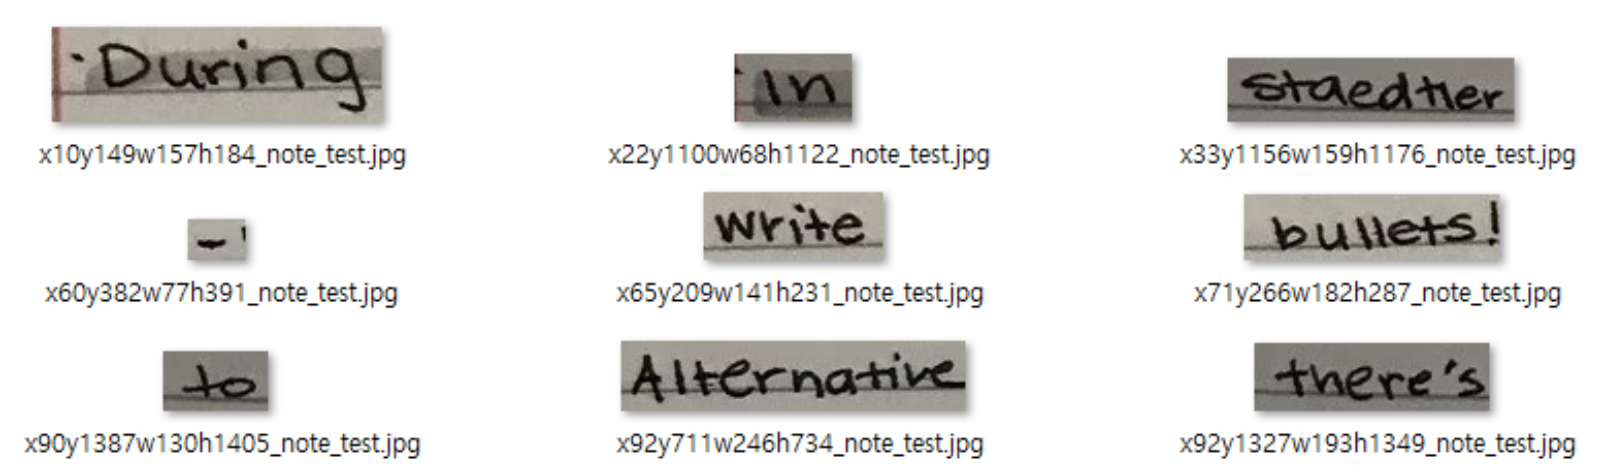 ·During ·In staedtler
x10y149w157h184_note_test.jpg x22y1100w68h1122_note_test.jpg x33y1156w159h1176_note_test.jpg
-' write bullets!
x60y382w77h391_note_test.jpg x65y209w141h231_note_test.jpg x71y266w182h287_note_test.jpg
to Alternative there's
x90y1387w130h1405_note_test.jpg x92y711w246h734_note_test.jpg x92y1327w193h1349_note_test.jpg